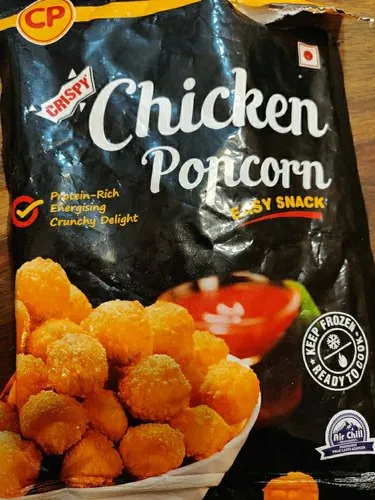 CP
CRISPY
Chicken
Popcorn
EASY SNACK
Protein-Rich
Energising
Crunchy Delight
KEEP FROZEN
READY TO COOK
Air Chill